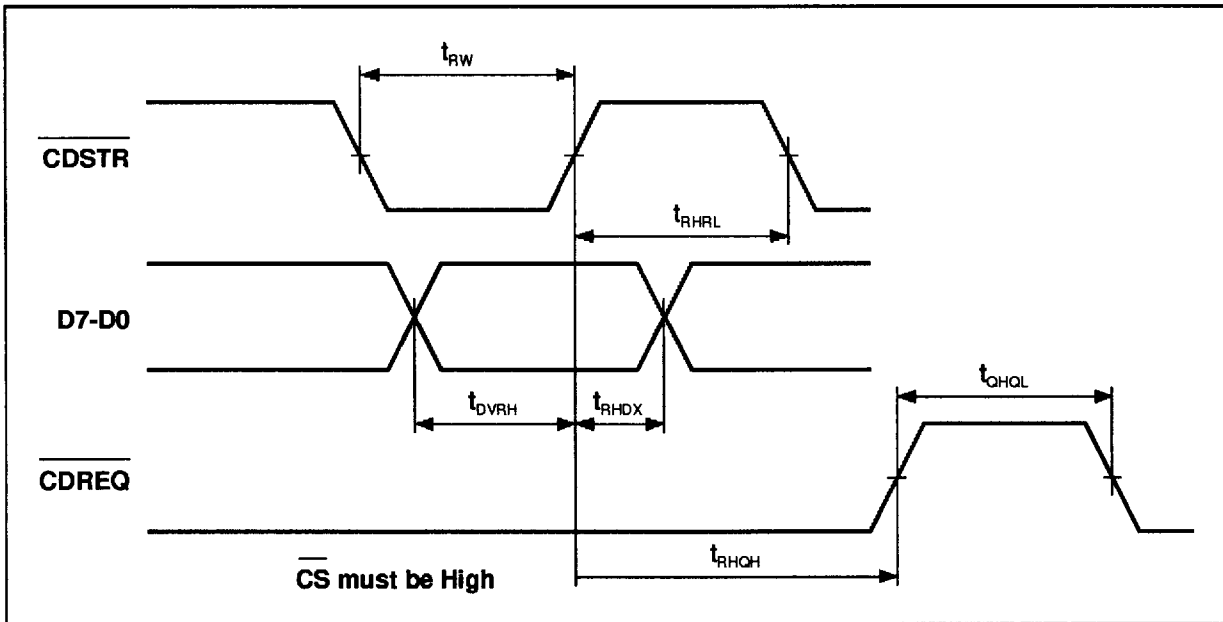 tRW
CDSTR
tRHRL
D7-D0
tDVRH
tRHDX
tQHQL
CDREQ
tRHQH
CS must be High